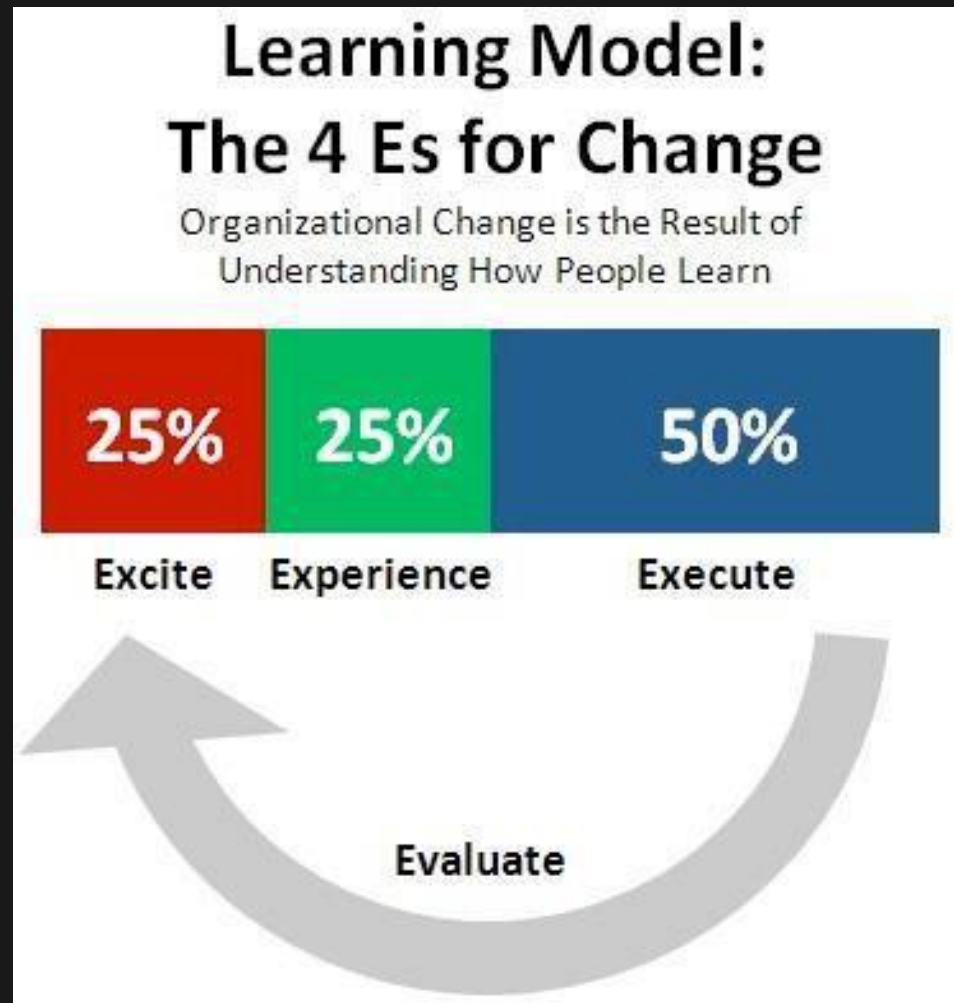 Learning Model:
The 4 Es for Change
Organizational Change is the Result of
Understanding How People Learn
25% 25% 50%
Excite Experience Execute
Evaluate